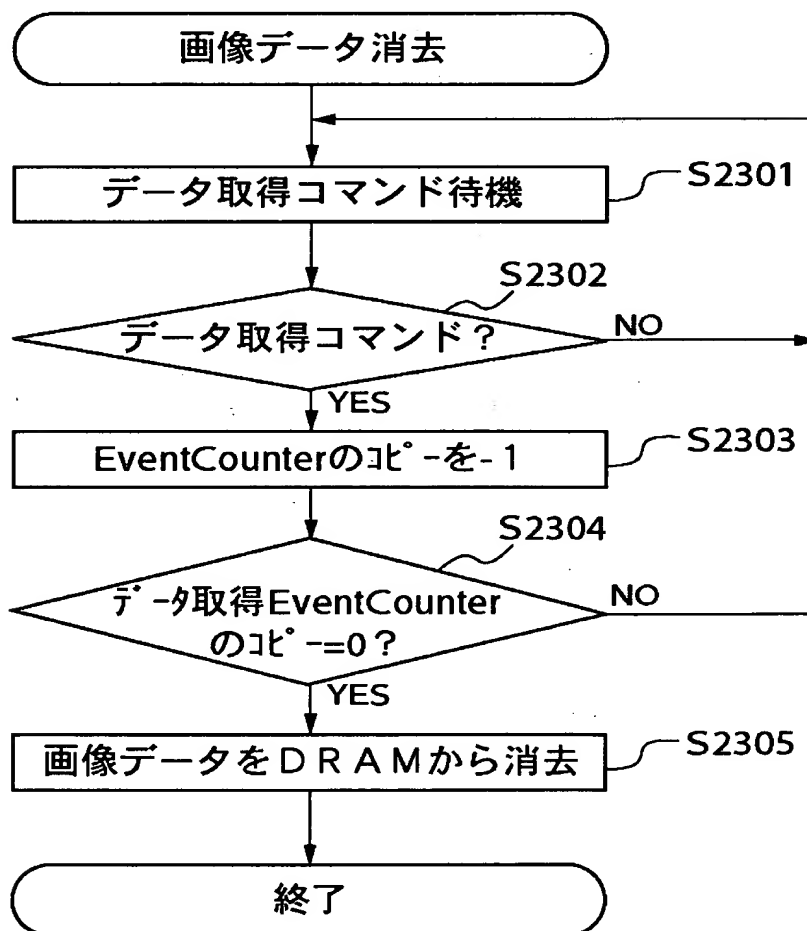 画像データ消去
データ取得コマンド待機
S2301
S2302
データ取得コマンド？
NO
YES
EventCounterのｺﾋﾟｰを-1
S2303
S2304
ﾃﾞｰﾀ取得EventCounter
のｺﾋﾟｰ=0？
NO
YES
画像データをＤＲＡＭから消去
S2305
終了